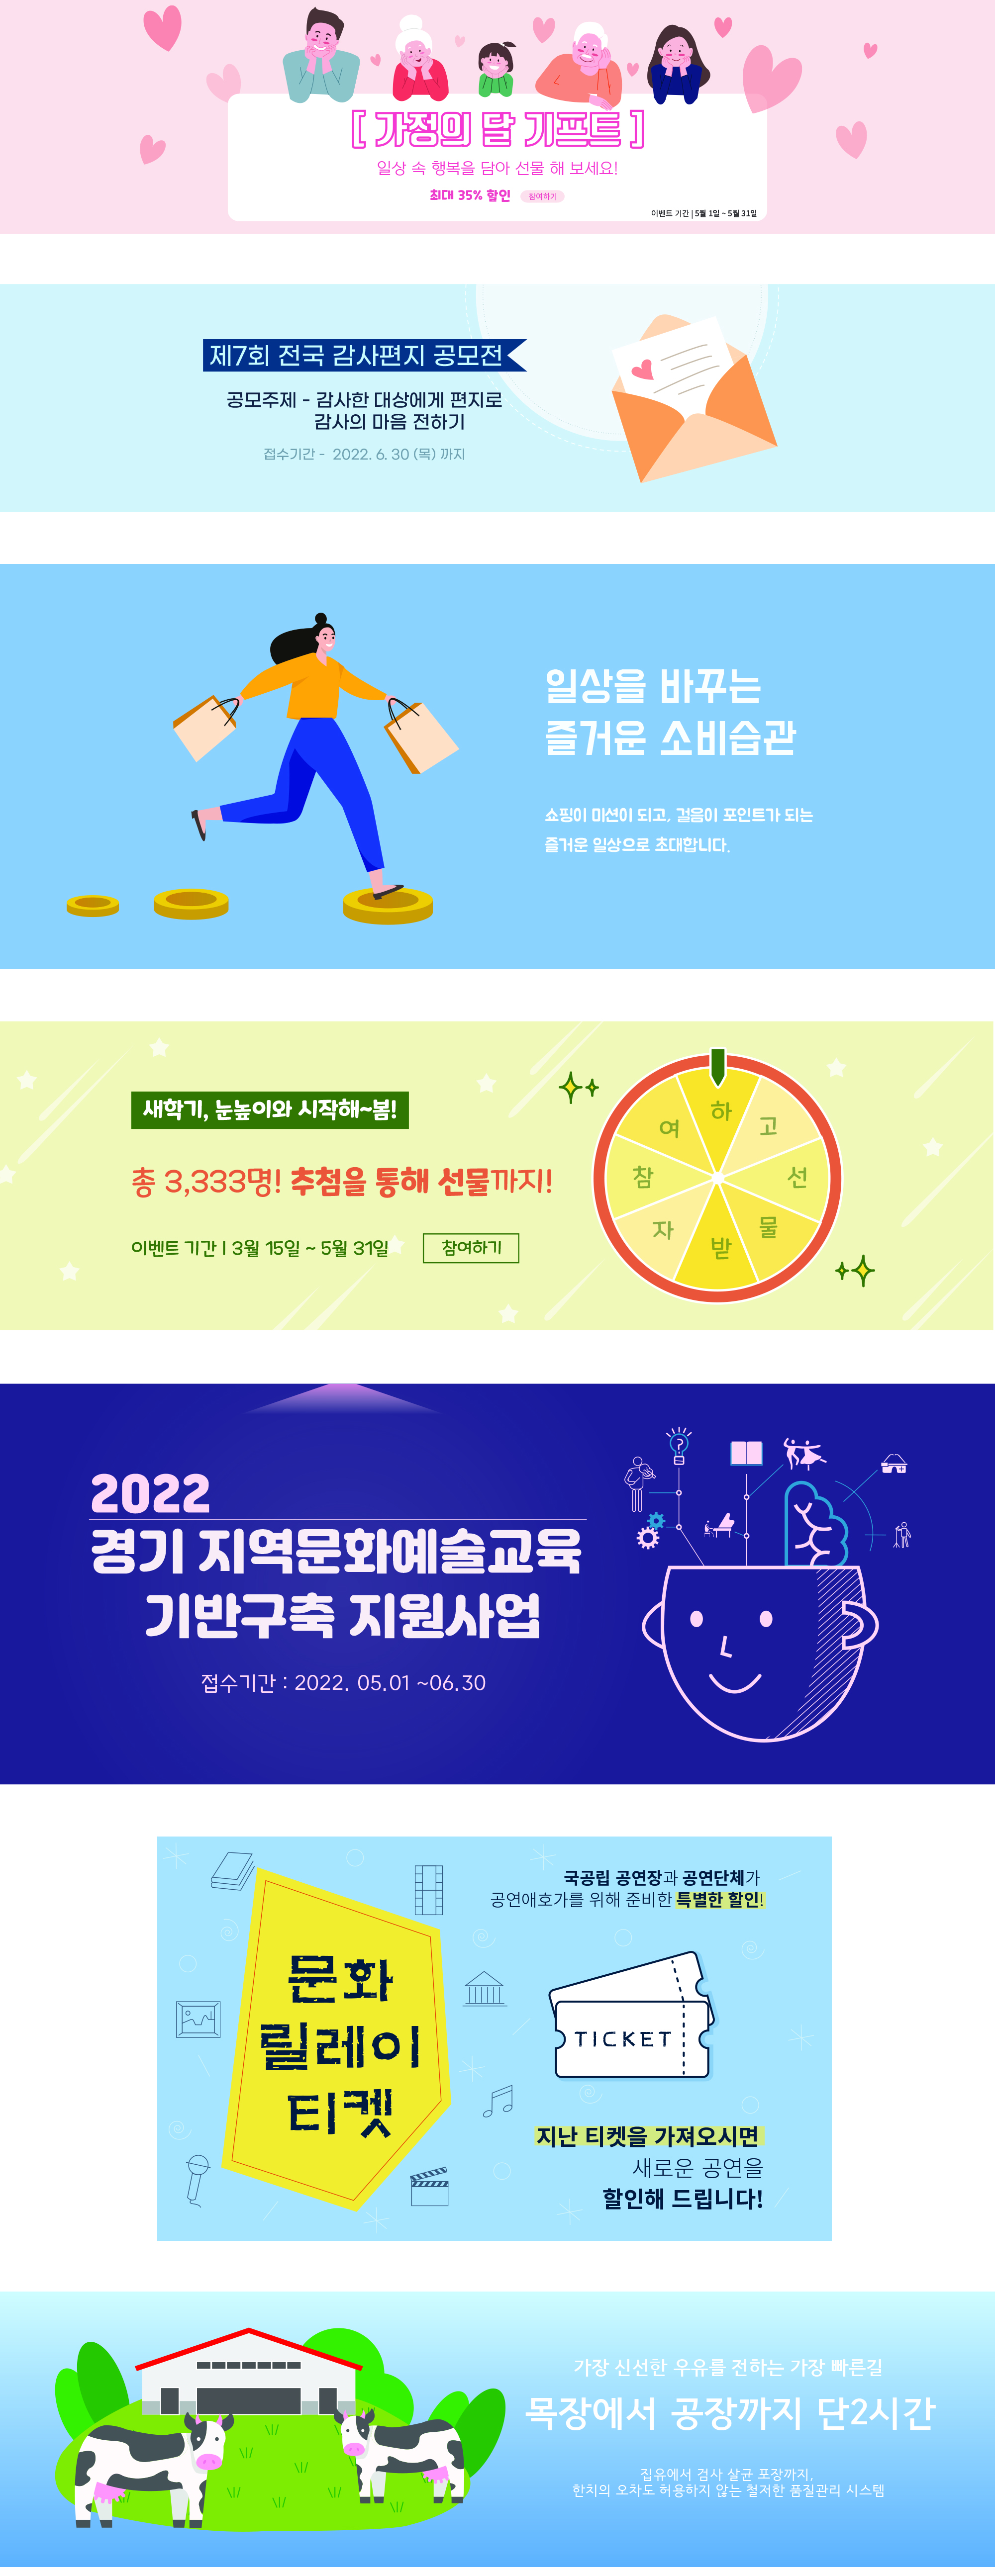 [ 가정의 달 기프트 ]
일상 속 행복을 담아 선물 해 보세요!
최대 35% 할인 참여하기
이벤트 기간 | 5월 1일 ~ 5월 31일
제7회 전국 감사편지 공모전
공모주제 - 감사한 대상에게 편지로
감사의 마음 전하기
접수기간 - 2022. 6. 30 (목) 까지
일상을 바꾸는
즐거운 소비습관
쇼핑이 미션이 되고, 걸음이 포인트가 되는
즐거운 일상으로 초대합니다.
새학기, 눈높이와 시작해~봄!
총 3,333명! 추첨을 통해 선물까지!
이벤트 기간 | 3월 15일 ~ 5월 31일 참여하기
참 여 하 고 선 물 받 자
2022
경기 지역문화예술교육
기반구축 지원사업
접수기간 : 2022. 05.01 ~06.30
?
문화
릴레이
티켓
국공립 공연장과 공연단체가
공연애호가를 위해 준비한 특별한 할인!
TICKET
지난 티켓을 가져오시면
새로운 공연을
할인해 드립니다!
가장 신선한 우유를 전하는 가장 빠른길
목장에서 공장까지 단2시간
집유에서 검사 살균 포장까지,
한치의 오차도 허용하지 않는 철저한 품질관리 시스템